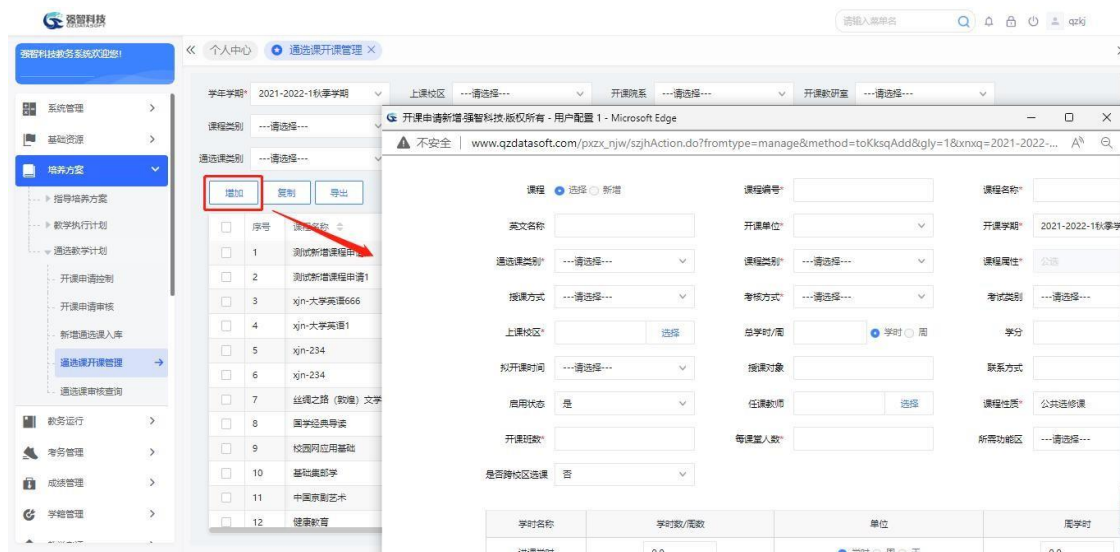 强智科技
QZDATASOFT
请输入菜单名
qzkj
强智科技教务系统欢迎您!
个人中心
通选课开课管理
系统管理
基础资源
培养方案
指导培养方案
教学执行计划
通选教学计划
开课申请控制
开课申请审核
新增通选课入库
通选课开课管理
通选课审核查询
教务运行
考务管理
成绩管理
学籍管理
学年学期* 2021-2022-1秋季学期 上课校区 ---请选择--- 开课院系 ---请选择--- 开课教研室 ---请选择---
课程类别 ---请选择---
通选课类别 ---请选择---
增加 复制 导出
序号 课程名称
1 测试新增课程申请
2 测试新增课程申请1
3 xjn-大学英语666
4 xjn-大学英语1
5 xjn-234
6 xjn-234
7 丝绸之路（敦煌）文学
8 国学经典导读
9 校园网应用基础
10 基础集邮学
11 中国京剧艺术
12 健康教育
开课申请新增-强智科技-版权所有 - 用户配置 1 - Microsoft Edge
不安全 | www.qzdatasoft.com/pxzx_njw/szjhAction.do?fromtype=manage&method=toKksqAdd&gly=1&xnxq=2021-2022-...
课程 选择 新增 课程编号* 课程名称*
英文名称 开课单位* 开课学期* 2021-2022-1秋季学
通选课类别* ---请选择--- 课程类别* ---请选择--- 课程属性* 公选
授课方式 ---请选择--- 考核方式* ---请选择--- 考试类别 ---请选择---
上课校区* 选择 总学时/周 学时 周 学分
拟开课时间 ---请选择--- 授课对象 联系方式
启用状态 是 任课教师 选择 课程性质* 公共选修课
开课班数* 每课堂人数* 所需功能区 ---请选择---
是否跨校区选课 否
学时名称 学时数/周数 单位 周学时
讲课学时 0.0 学时 周 天 0.0